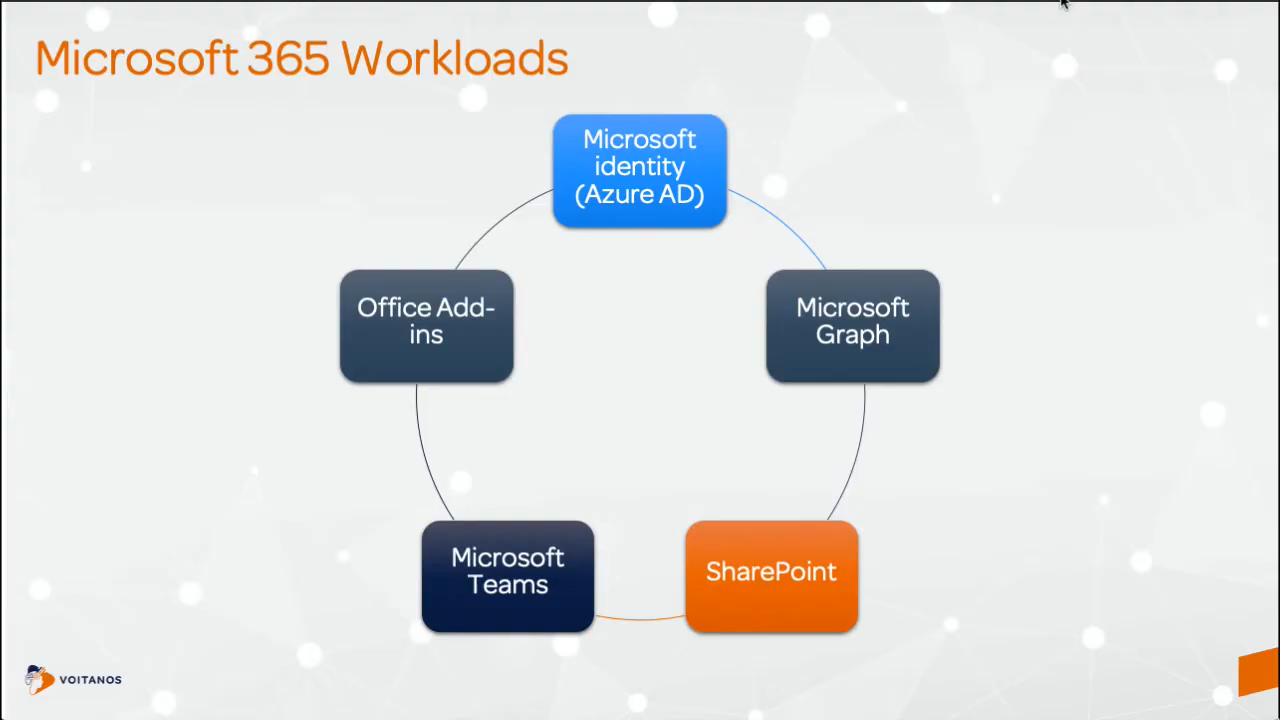 Microsoft 365 Workloads
Microsoft
identity
(Azure AD)
Office Add-
ins
Microsoft
Graph
Microsoft
Teams
SharePoint
VOITANOS